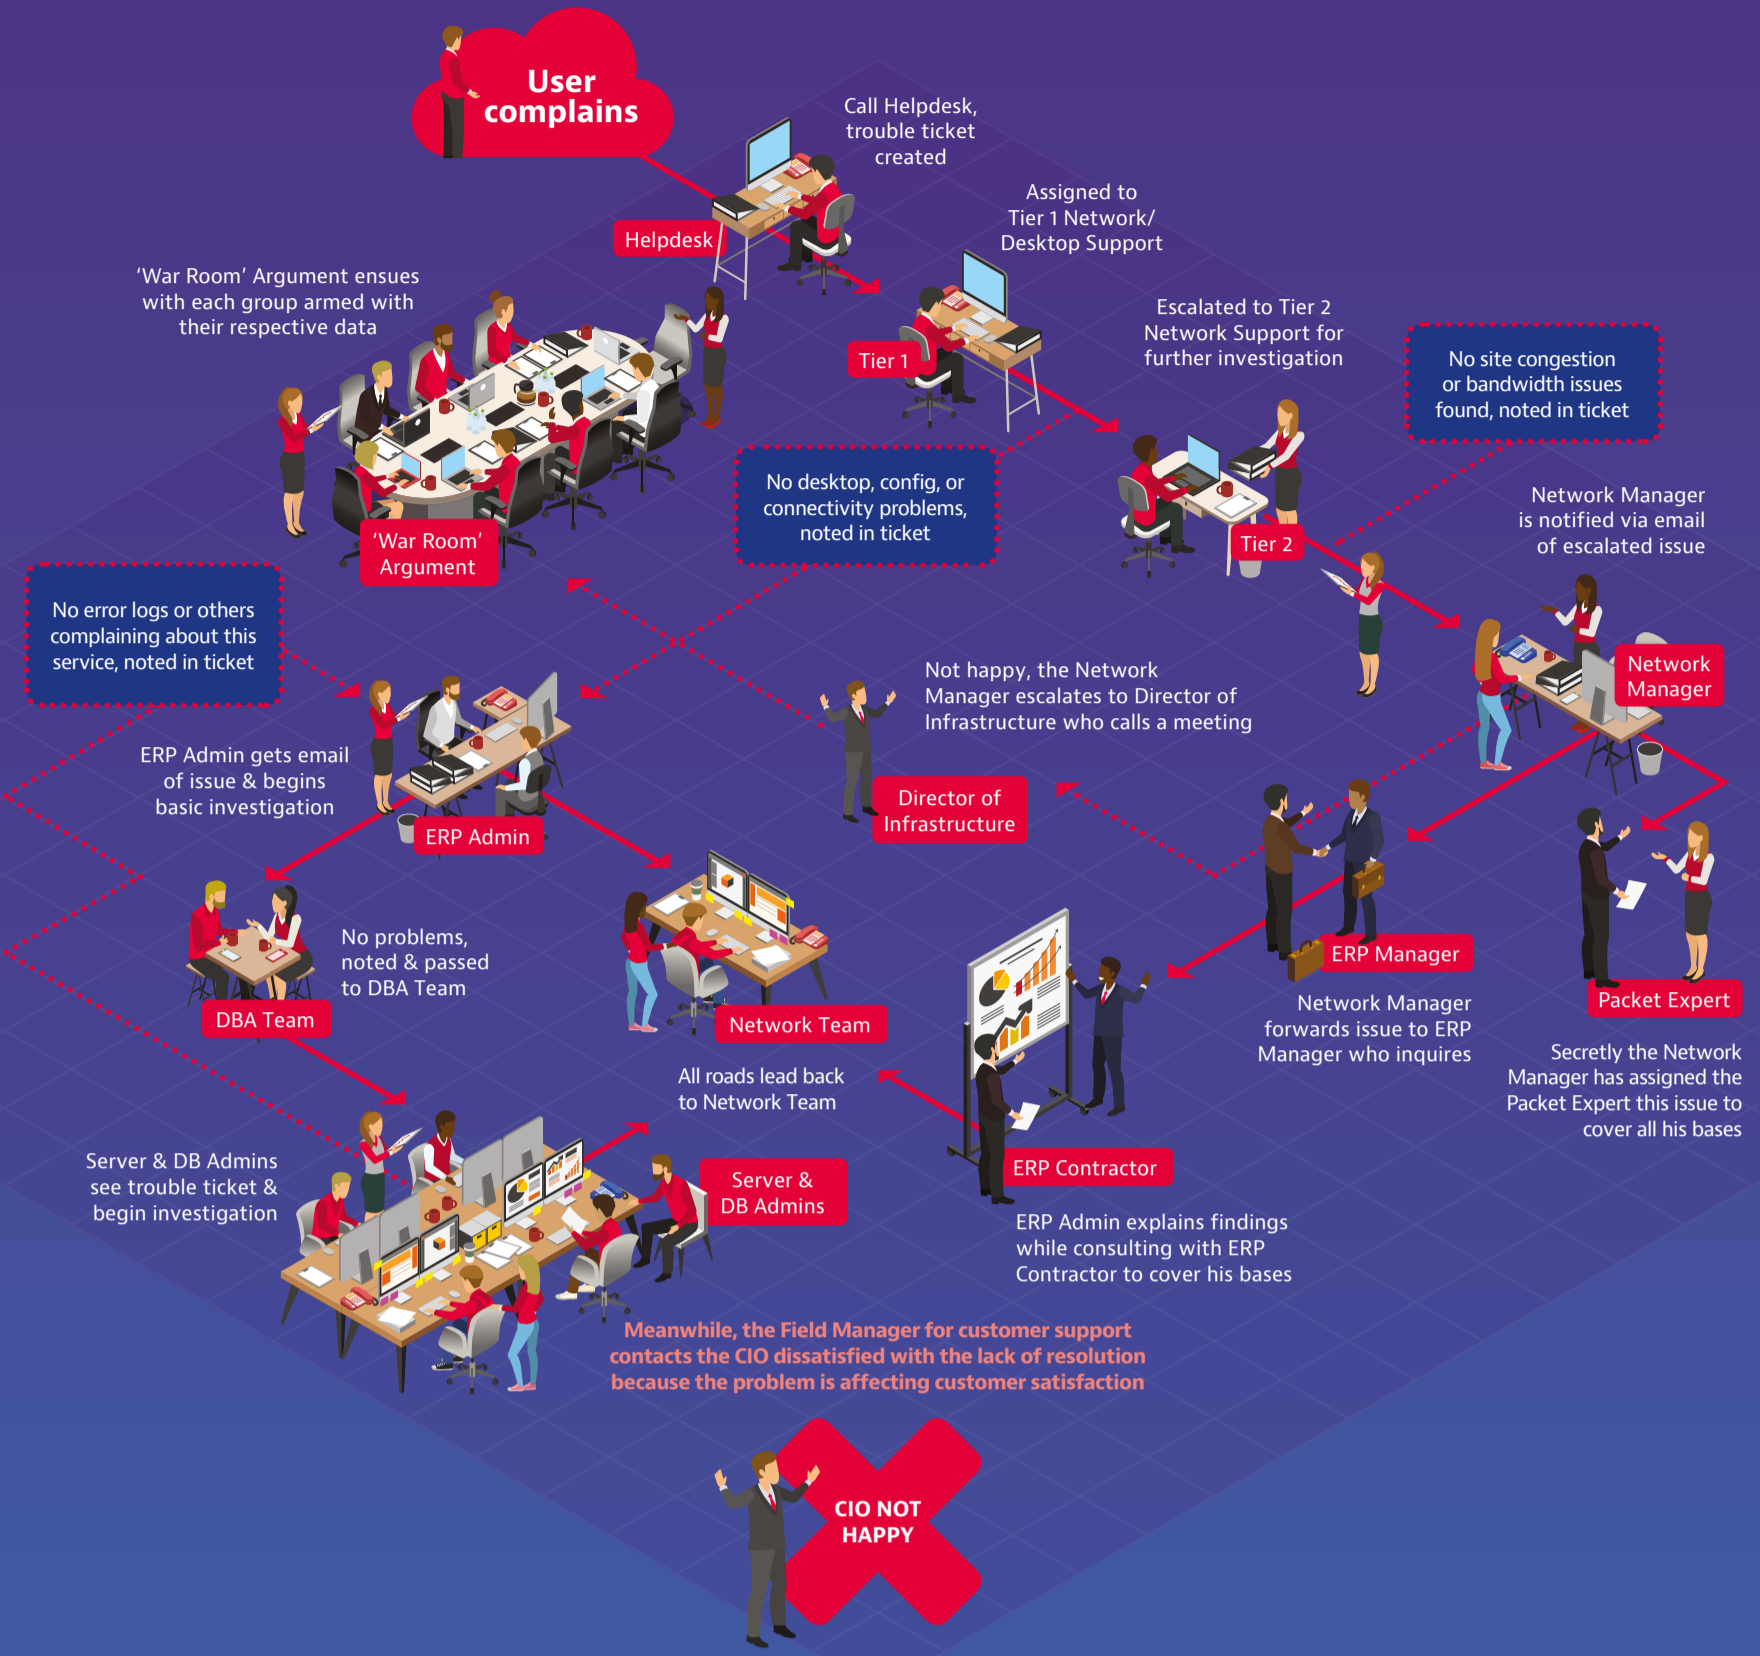 User
complains
Call Helpdesk,
trouble ticket
created
Helpdesk
Assigned to
Tier 1 Network/
Desktop Support
Tier 1
Escalated to Tier 2
Network Support for
further investigation
Tier 2
No site congestion
or bandwidth issues
found, noted in ticket
‘War Room’ Argument ensues
with each group armed with
their respective data
‘War Room’
Argument
No desktop, config, or
connectivity problems,
noted in ticket
Network Manager
is notified via email
of escalated issue
Network
Manager
No error logs or others
complaining about this
service, noted in ticket
Not happy, the Network
Manager escalates to Director of
Infrastructure who calls a meeting
Director of
Infrastructure
ERP Admin gets email
of issue & begins
basic investigation
ERP Admin
No problems,
noted & passed
to DBA Team
DBA Team
Network Team
All roads lead back
to Network Team
ERP Manager
Network Manager
forwards issue to ERP
Manager who inquires
Packet Expert
Secretly the Network
Manager has assigned the
Packet Expert this issue to
cover all his bases
ERP Contractor
ERP Admin explains findings
while consulting with ERP
Contractor to cover his bases
Server & DB Admins
see trouble ticket &
begin investigation
Server &
DB Admins
Meanwhile, the Field Manager for customer support
contacts the CIO dissatisfied with the lack of resolution
because the problem is affecting customer satisfaction
CIO NOT
HAPPY